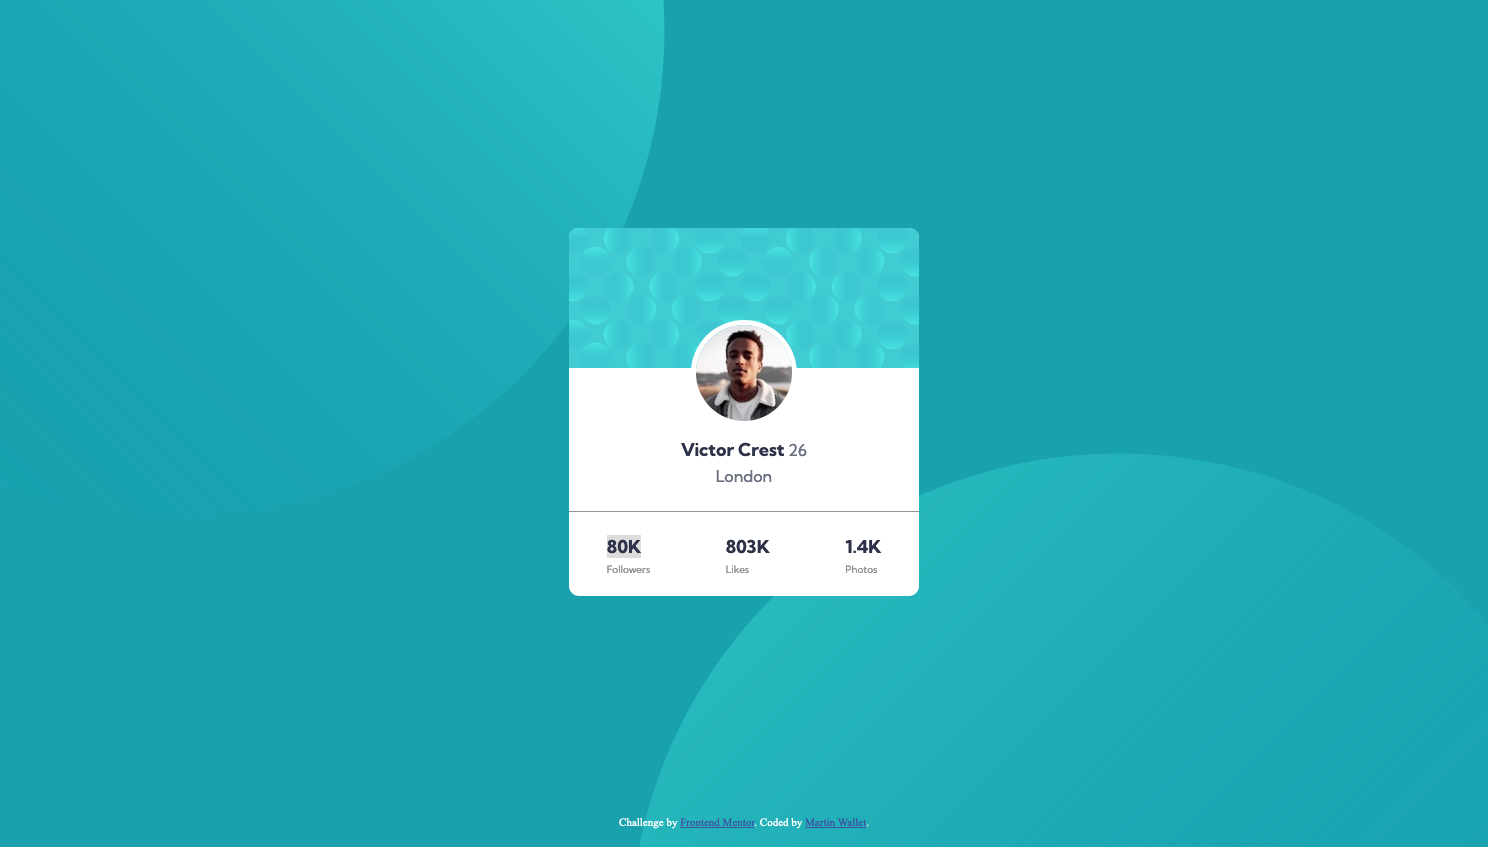 Victor Crest 26
London
80K 803K 1.4K
Followers Likes Photos
Challenge by Frontend Mentor. Coded by Martin Wallet.